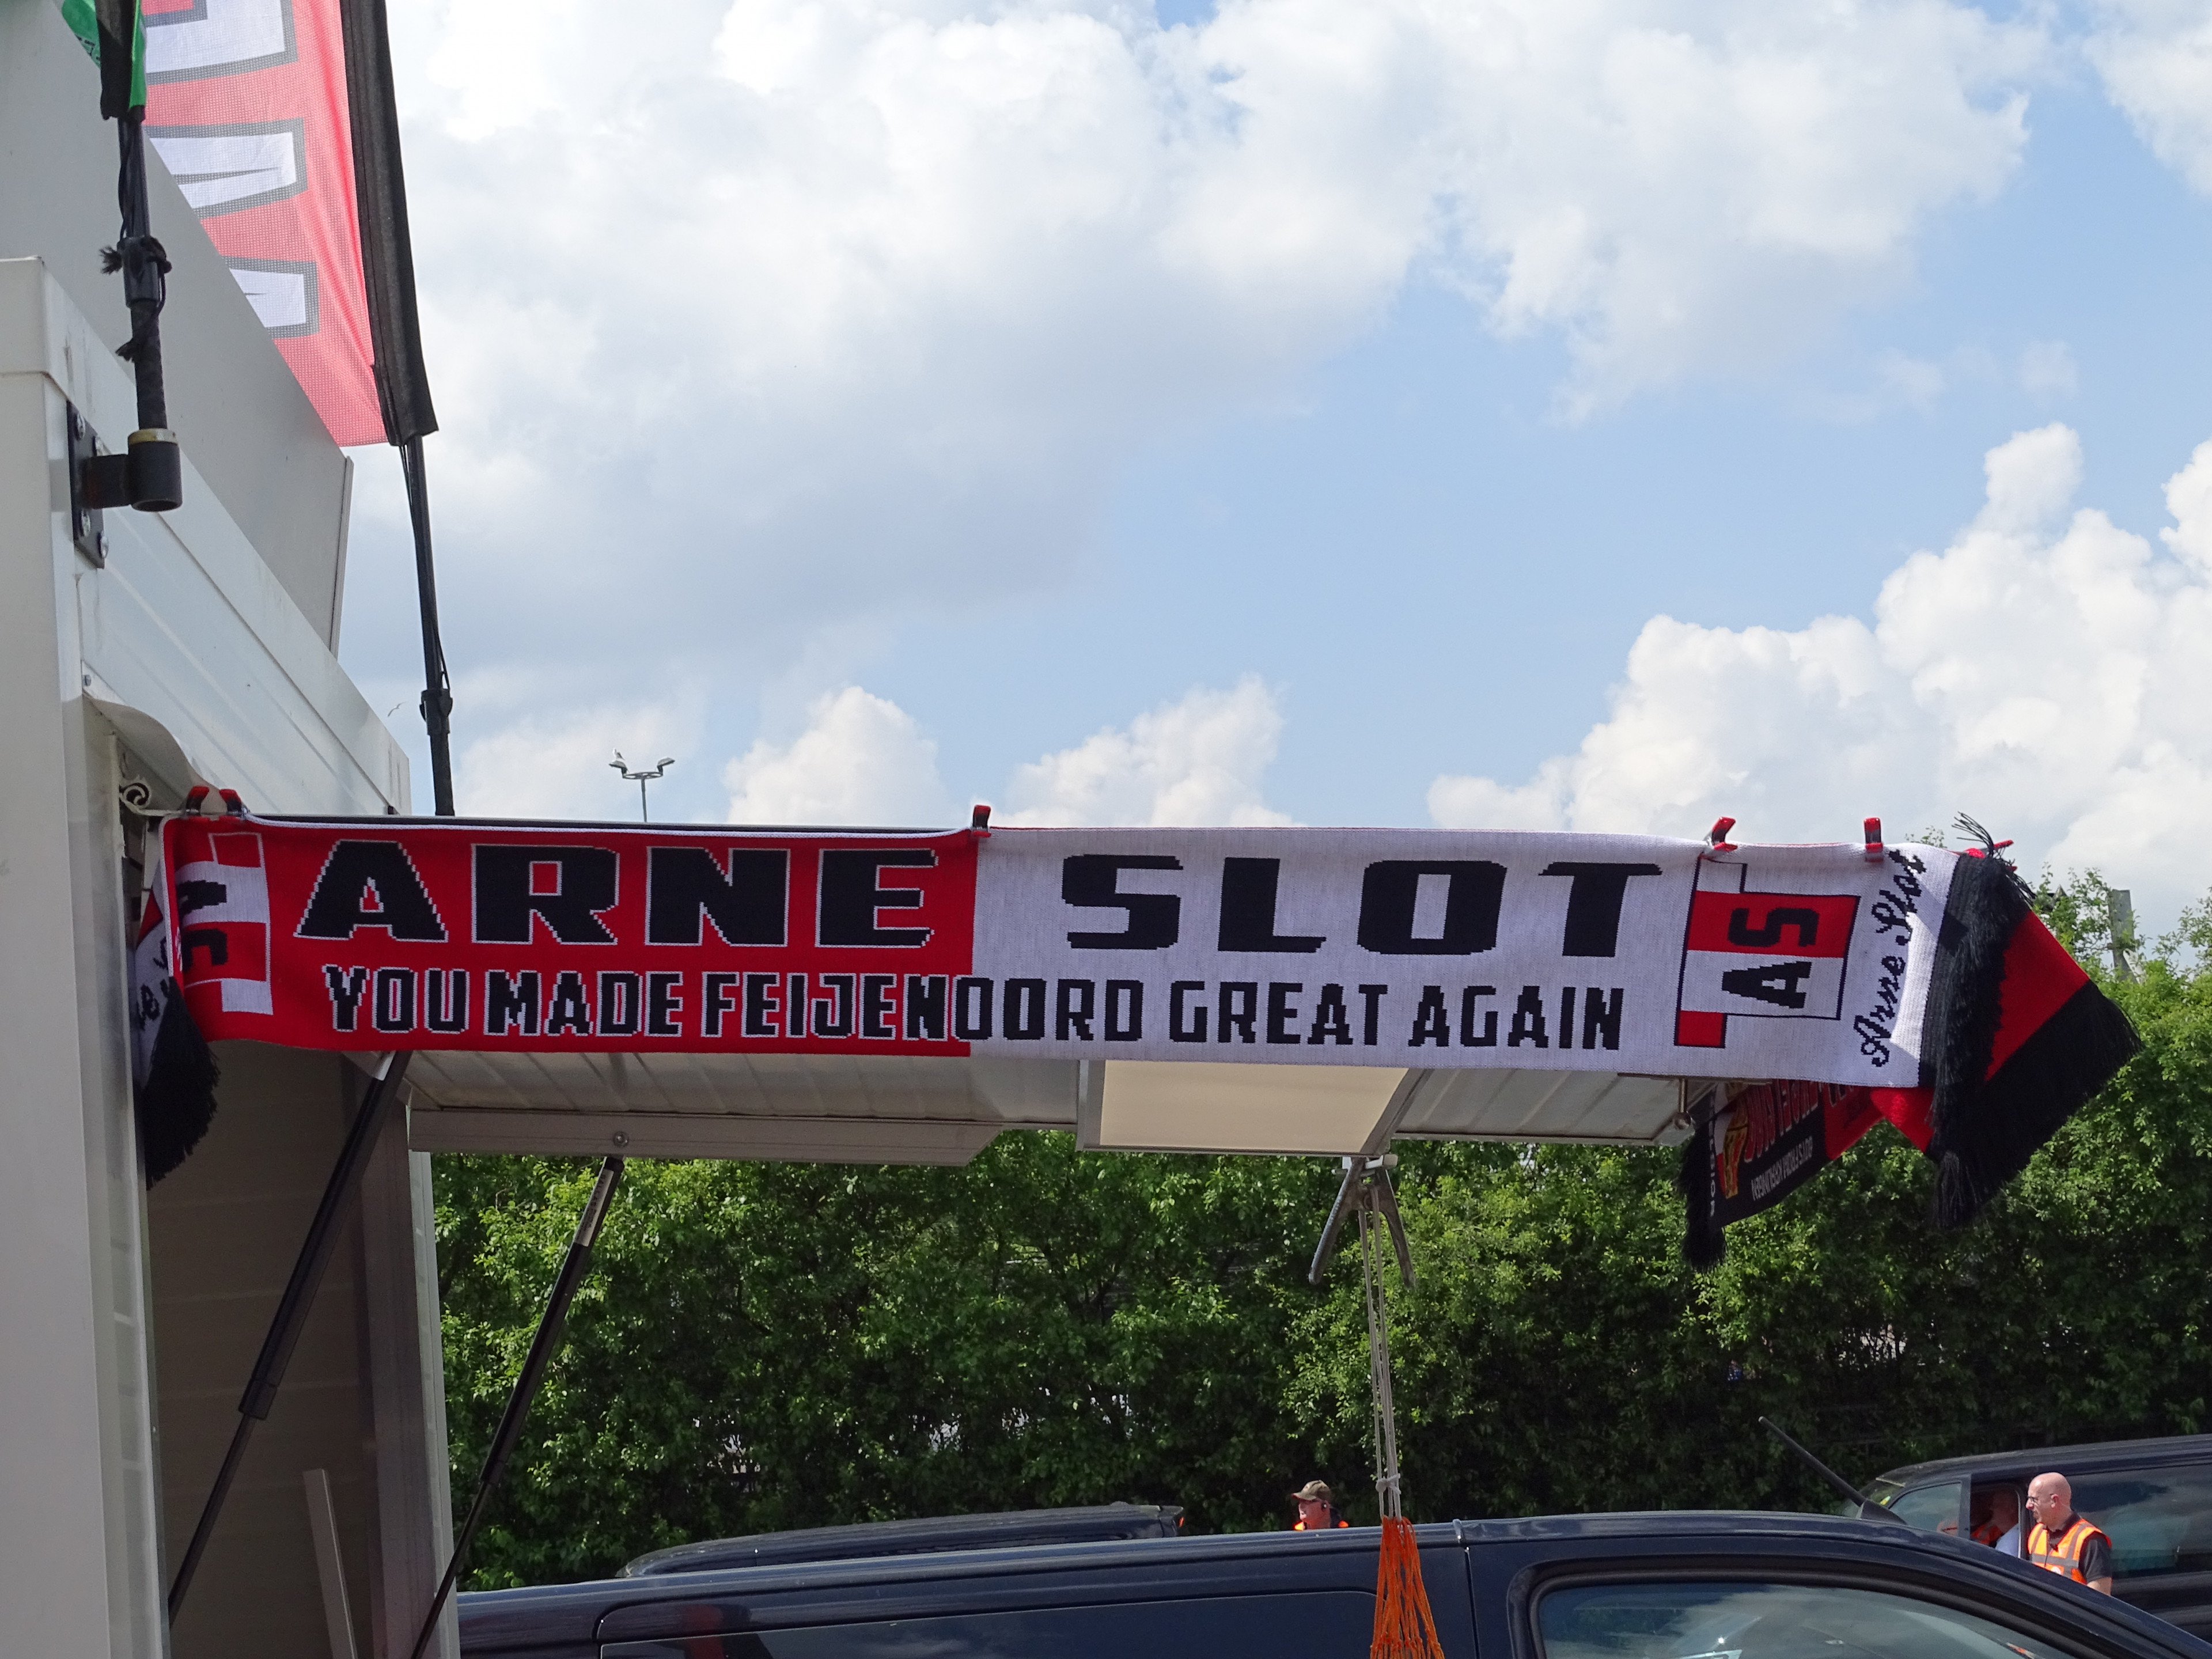 ARNE SLOT
YOU MADE FEIJENOORD GREAT AGAIN
AS
Arne Slot